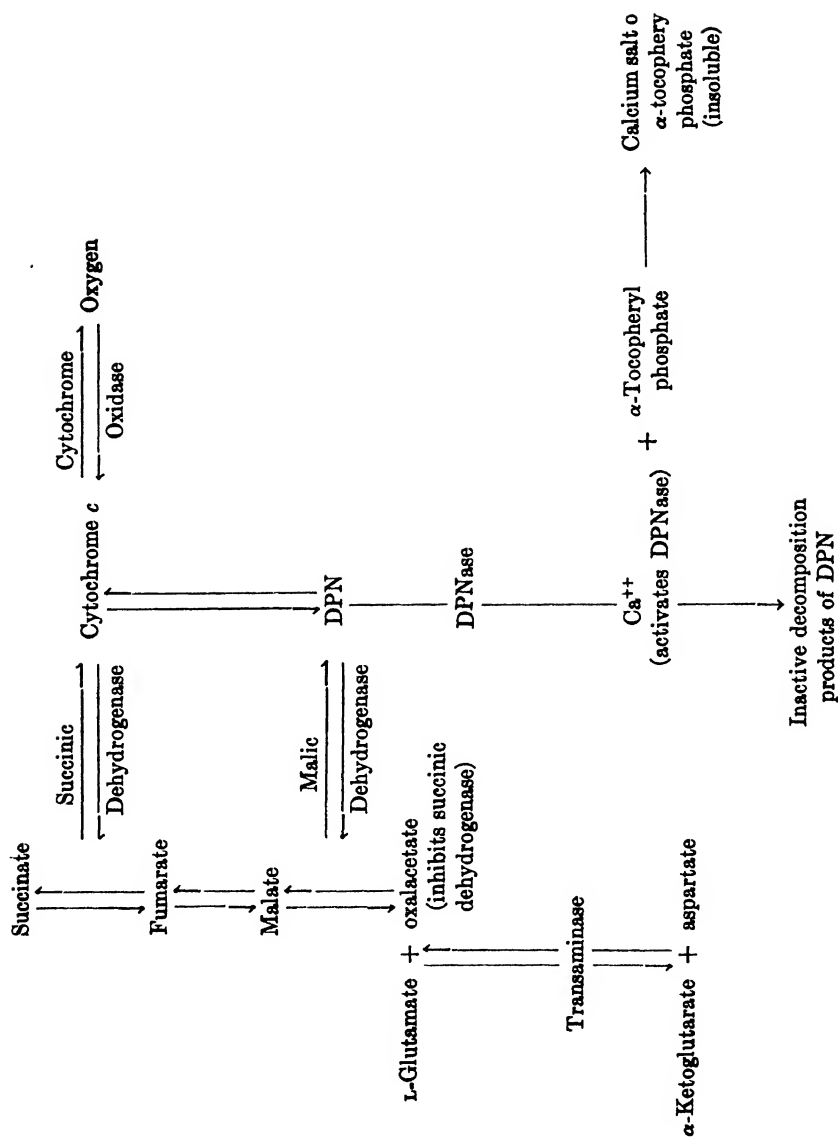 Succinate
Succinic
Dehydrogenase
Cytochrome c
Cytochrome
Oxidase
Oxygen
Fumarate
Malate
Malic
Dehydrogenase
DPN
L-Glutamate + oxalacetate
(inhibits succinic
dehydrogenase)
DPNase
Transaminase
α-Ketoglutarate + aspartate
Ca++
(activates DPNase)
+
α-Tocopheryl
phosphate
Calcium salt o
α-tocophery
phosphate
(insoluble)
Inactive decomposition
products of DPN